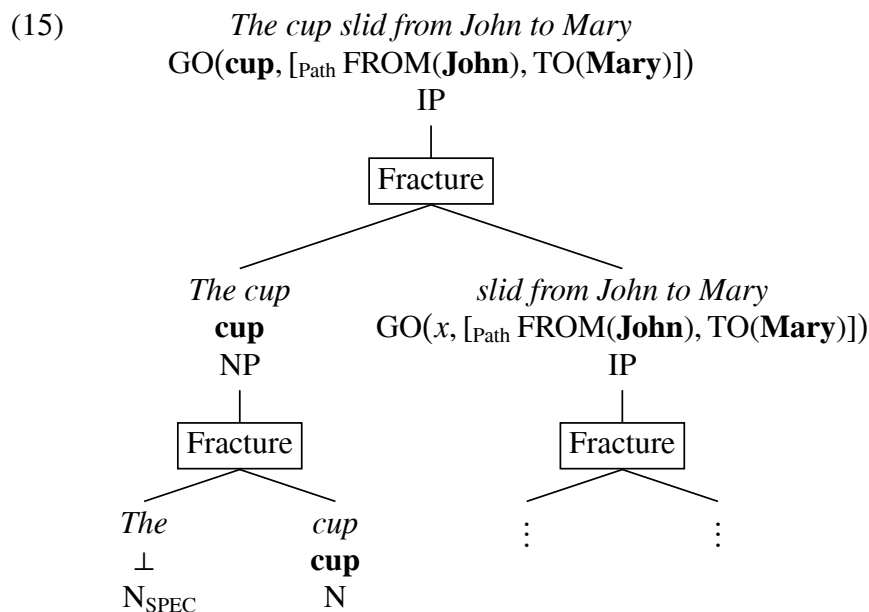 (15) The cup slid from John to Mary
GO(cup, [Path FROM(John), TO(Mary)])
IP
Fracture
The cup slid from John to Mary
cup GO(x, [Path FROM(John), TO(Mary)])
NP IP
Fracture Fracture
The cup ⋮ ⋮
⊥ cup
NSPEC N